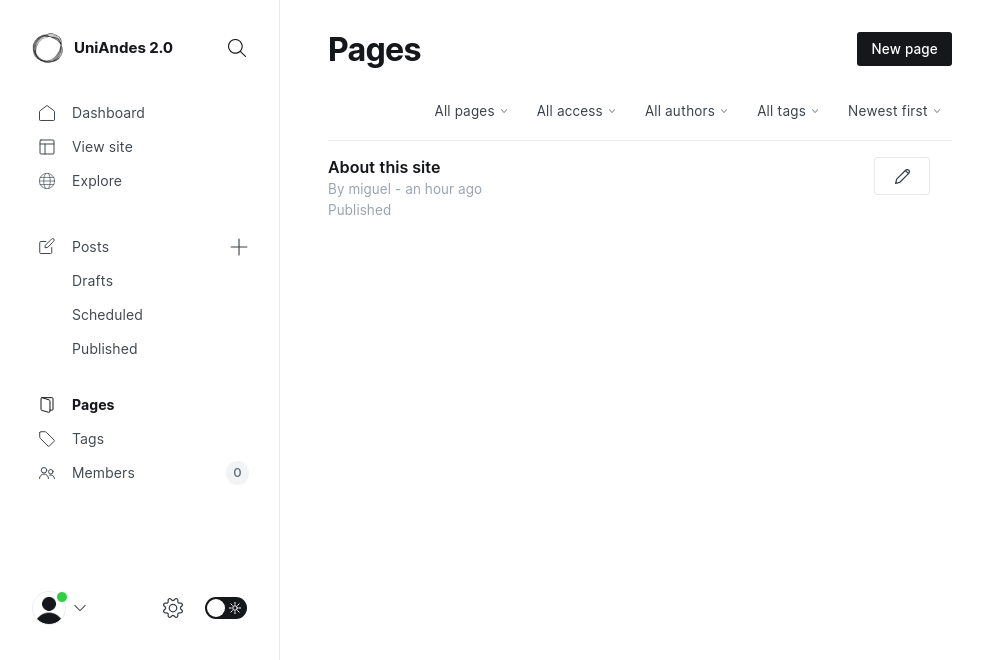 UniAndes 2.0
Dashboard
View site
Explore
Posts
Drafts
Scheduled
Published
Pages
Tags
Members 0
Pages
New page
All pages All access All authors All tags Newest first
About this site
By miguel - an hour ago
Published